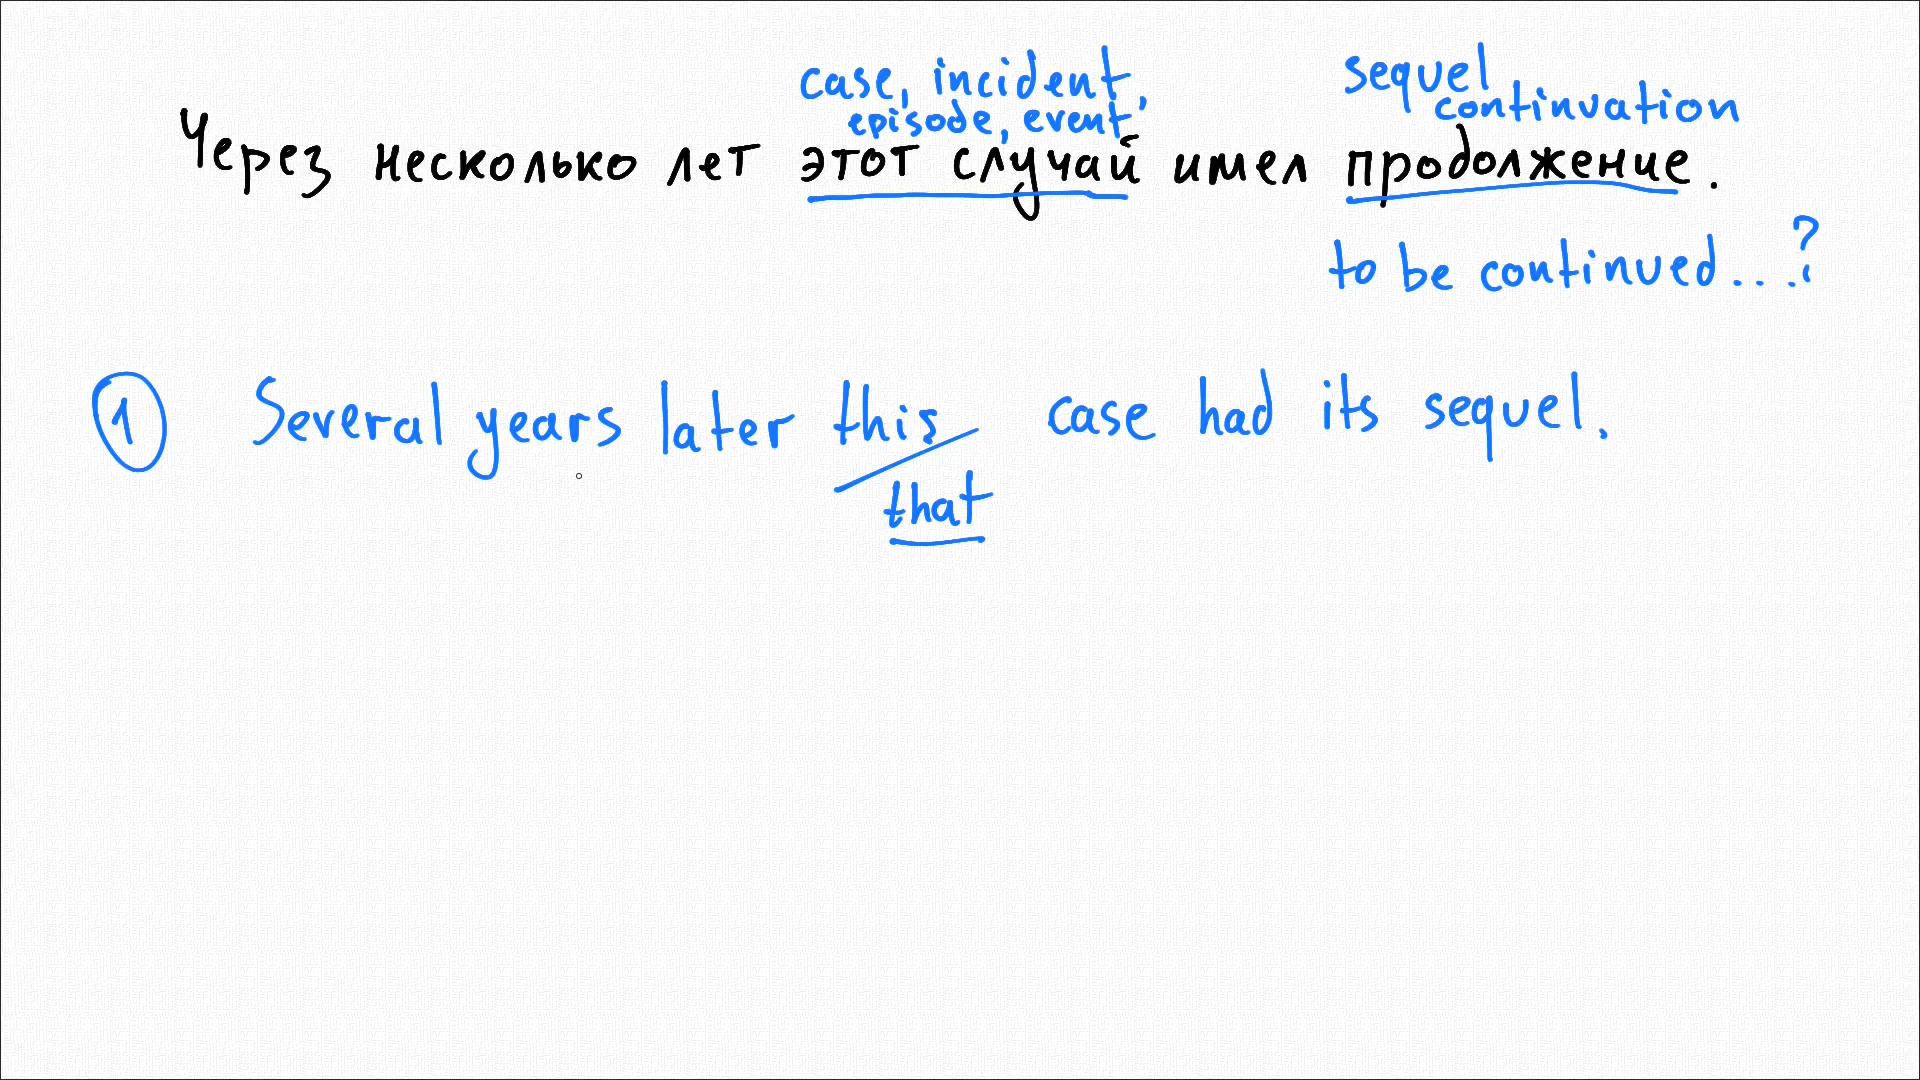 case, incident,
episode, event
sequel
continuation
Через несколько лет этот случай имел продолжение.
to be continued...?
1 Several years later this case had its sequel.
that